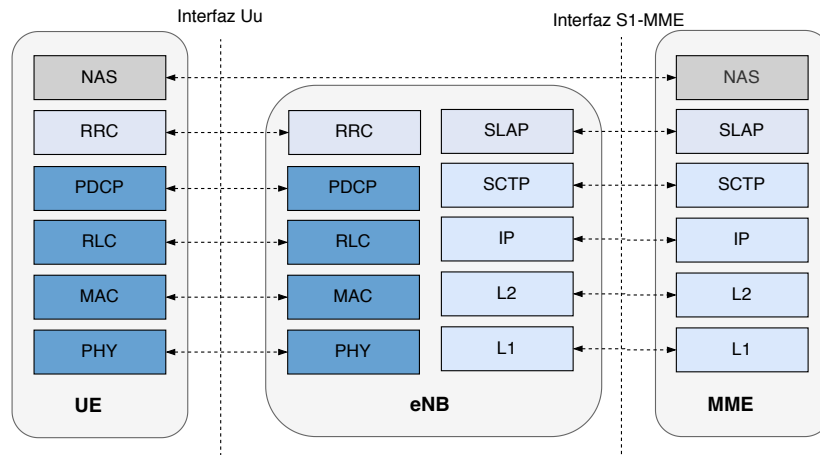 Interfaz Uu
Interfaz S1-MME
NAS
NAS
RRC
RRC
SLAP
SLAP
PDCP
PDCP
SCTP
SCTP
RLC
RLC
IP
IP
MAC
MAC
L2
L2
PHY
PHY
L1
L1
UE
eNB
MME